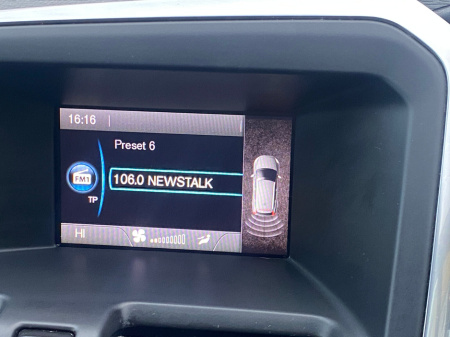 16:16
Preset 6
FM1
TP
106.0 NEWSTALK
HI